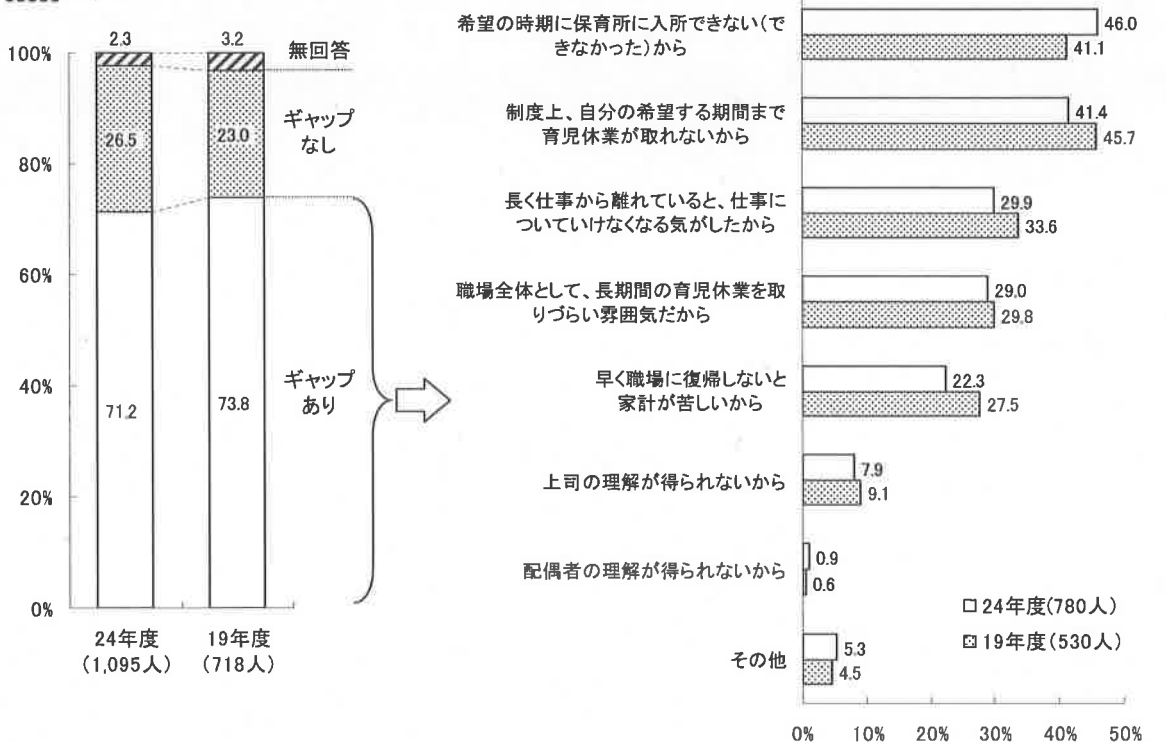 2.3
3.2
100%
80%
60%
40%
20%
0%
26.5
23.0
71.2
73.8
無回答
ギャップ
なし
ギャップ
あり
24年度
(1,095人)
19年度
(718人)
希望の時期に保育所に入所できない(で
きなかった)から
46.0
41.1
制度上、自分の希望する期間まで
育児休業が取れないから
41.4
45.7
長く仕事から離れていると、仕事に
ついていけなくなる気がしたから
29.9
33.6
職場全体として、長期間の育児休業を取
りづらい雰囲気だから
29.0
29.8
早く職場に復帰しないと
家計が苦しいから
22.3
27.5
上司の理解が得られないから
7.9
9.1
配偶者の理解が得られないから
0.9
0.6
その他
5.3
4.5
24年度(780人)
19年度(530人)
0%
10%
20%
30%
40%
50%